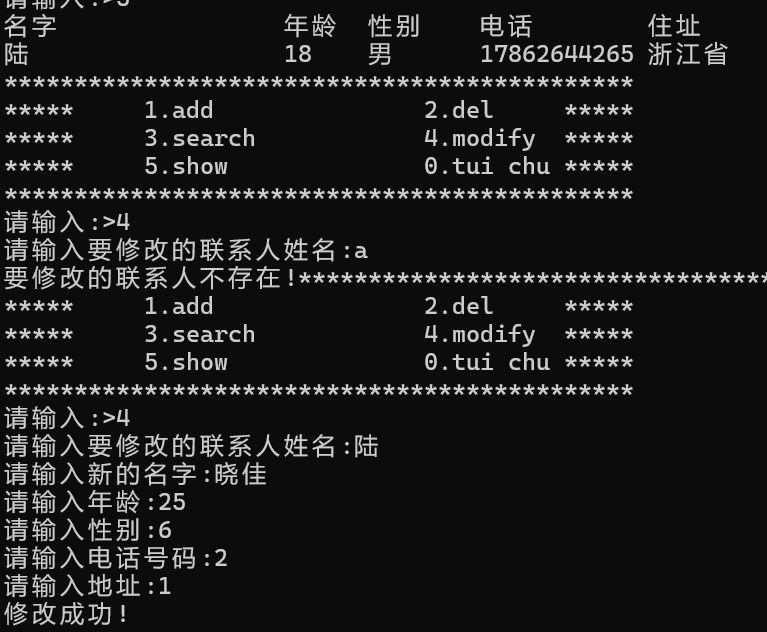 请输入:>5
名字 年龄 性别 电话 住址
陆 18 男 17862644265 浙江省
*********************************************
***** 1.add 2.del *****
***** 3.search 4.modify *****
***** 5.show 0.tui chu *****
*********************************************
请输入:>4
请输入要修改的联系人姓名:a
要修改的联系人不存在!**********************************
***** 1.add 2.del *****
***** 3.search 4.modify *****
***** 5.show 0.tui chu *****
*********************************************
请输入:>4
请输入要修改的联系人姓名:陆
请输入新的名字:晓佳
请输入年龄:25
请输入性别:6
请输入电话号码:2
请输入地址:1
修改成功!